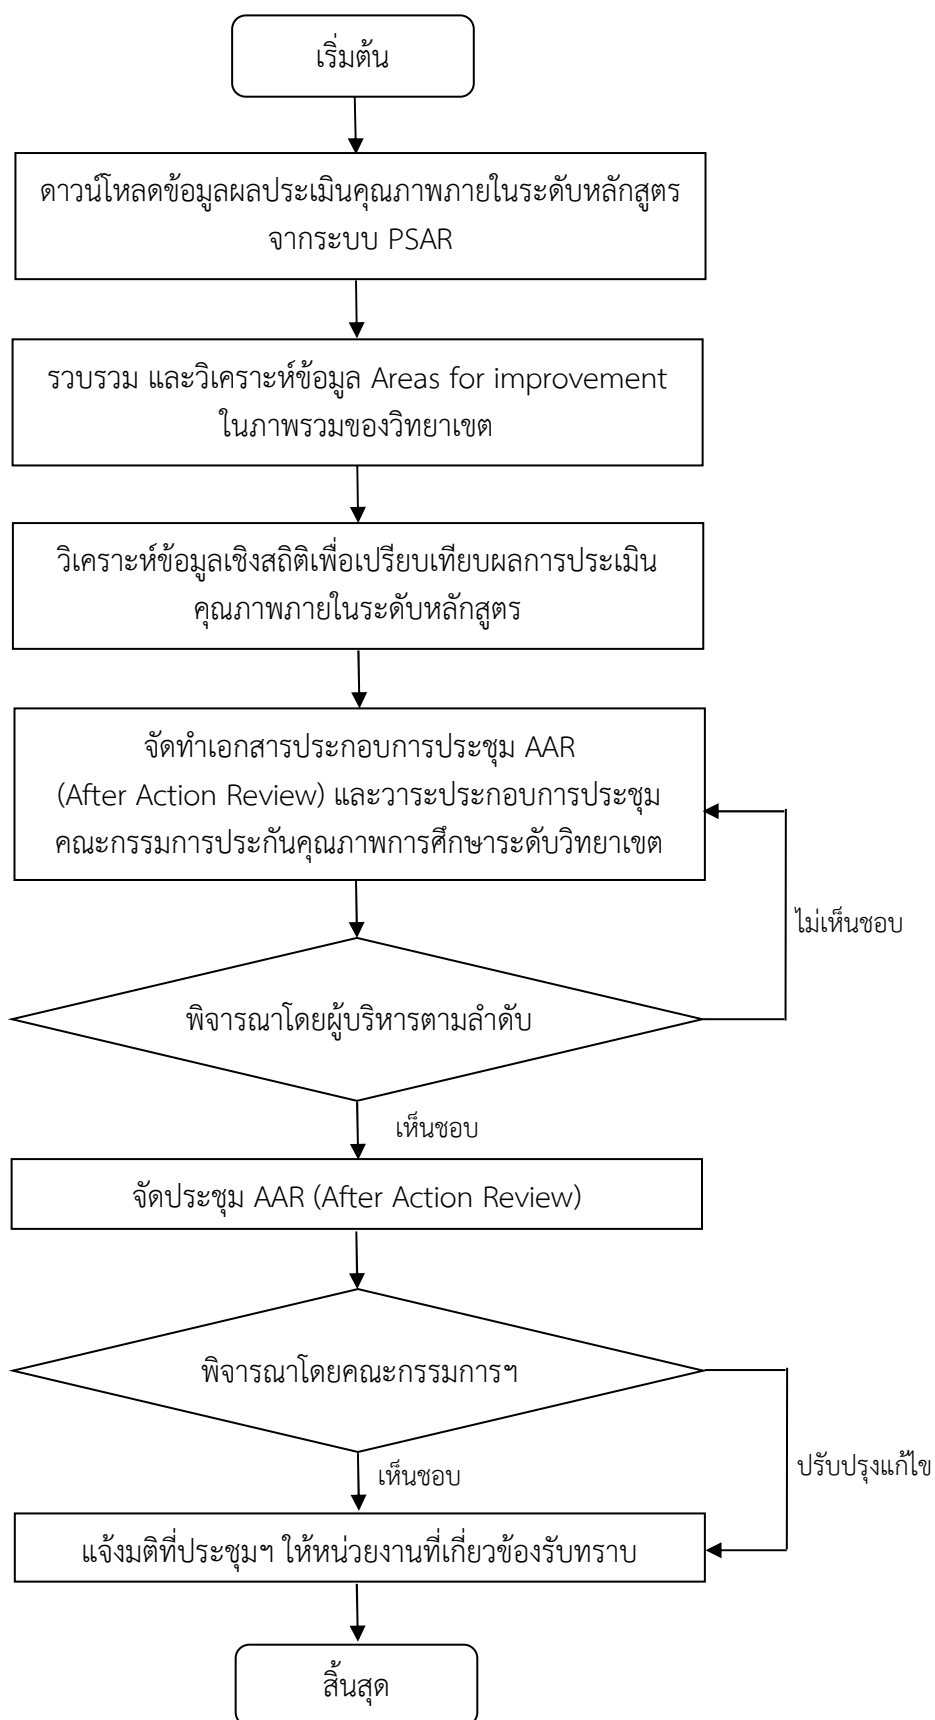 เริ่มต้น
ดาวน์โหลดข้อมูลผลประเมินคุณภาพภายในระดับหลักสูตร
จากระบบ PSAR
รวบรวม และวิเคราะห์ข้อมูล Areas for improvement
ในภาพรวมของวิทยาเขต
วิเคราะห์ข้อมูลเชิงสถิติเพื่อเปรียบเทียบผลการประเมิน
คุณภาพภายในระดับหลักสูตร
จัดทำเอกสารประกอบการประชุม AAR
(After Action Review) และวาระประกอบการประชุม
คณะกรรมการประกันคุณภาพการศึกษาระดับวิทยาเขต
ไม่เห็นชอบ
พิจารณาโดยผู้บริหารตามลำดับ
เห็นชอบ
จัดประชุม AAR (After Action Review)
พิจารณาโดยคณะกรรมการฯ
ปรับปรุงแก้ไข
เห็นชอบ
แจ้งมติที่ประชุมฯ ให้หน่วยงานที่เกี่ยวข้องรับทราบ
สิ้นสุด